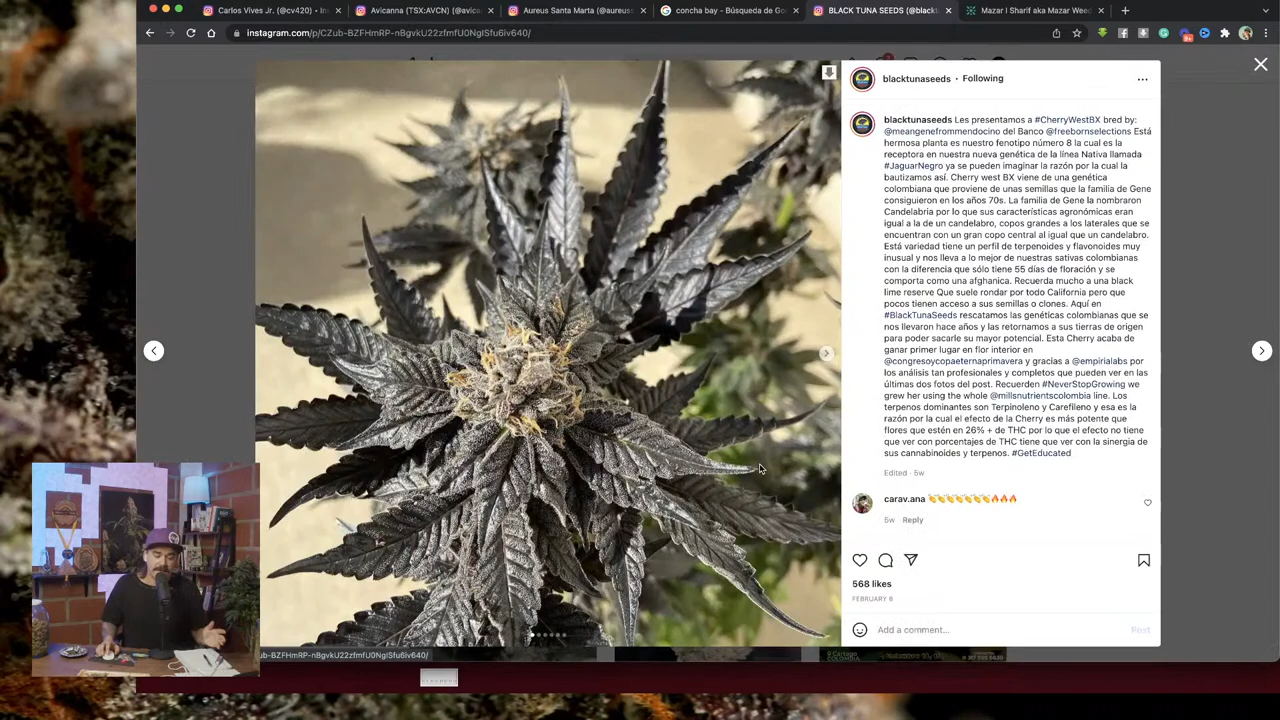 Carlos Vives Jr. (@cv420) • In
Avicanna (TSX:AVCN) (@avica
Aureus Santa Marta (@aureus
concha bay - Búsqueda de Go
BLACK TUNA SEEDS (@black
Mazar I Sharif aka Mazar Weed
instagram.com/p/CZub-BZFHmRP-nBgvkU22zfmfU0NgISfu6iv640/
blacktunaseeds • Following
blacktunaseeds Les presentamos a #CherryWestBX bred by:
@meangenefrommendocino del Banco @freebornselections Está
hermosa planta es nuestro fenotipo número 8 la cual es la
receptora en nuestra nueva genética de la línea Nativa llamada
#JaguarNegro ya se pueden imaginar la razón por la cual la
bautizamos así. Cherry west BX viene de una genética
colombiana que proviene de unas semillas que la familia de Gene
consiguieron en los años 70s. La familia de Gene la nombraron
Candelabria por lo que sus características agronómicas eran
igual a la de un candelabro, copos grandes a los laterales que se
encuentran con un gran copo central al igual que un candelabro.
Está variedad tiene un perfil de terpenoides y flavonoides muy
inusual y nos lleva a lo mejor de nuestras sativas colombianas
con la diferencia que sólo tiene 55 días de floración y se
comporta como una afghanica. Recuerda mucho a una black
lime reserve Que suele rondar por todo California pero que
pocos tienen acceso a sus semillas o clones. Aquí en
#BlackTunaSeeds rescatamos las genéticas colombianas que se
nos llevaron hace años y las retornamos a sus tierras de origen
para poder sacarle su mayor potencial. Esta Cherry acaba de
ganar primer lugar en flor interior en
@congresoycopaeternaprimavera y gracias a @empirialabs por
los análisis tan profesionales y completos que pueden ver en las
últimas dos fotos del post. Recuerden #NeverStopGrowing we
grew her using the whole @millsnutrientscolombia line. Los
terpenos dominantes son Terpinoleno y Carefileno y esa es la
razón por la cual el efecto de la Cherry es más potente que
flores que estén en 26% + de THC por lo que el efecto no tiene
que ver con porcentajes de THC tiene que ver con la sinergia de
sus cannabinoides y terpenos. #GetEducated
Edited · 5w
carav.ana
5w Reply
568 likes
FEBRUARY 6
Add a comment...
Post
ub-BZFHmRP-nBgvkU22zfmfU0NgISfu6iv640/